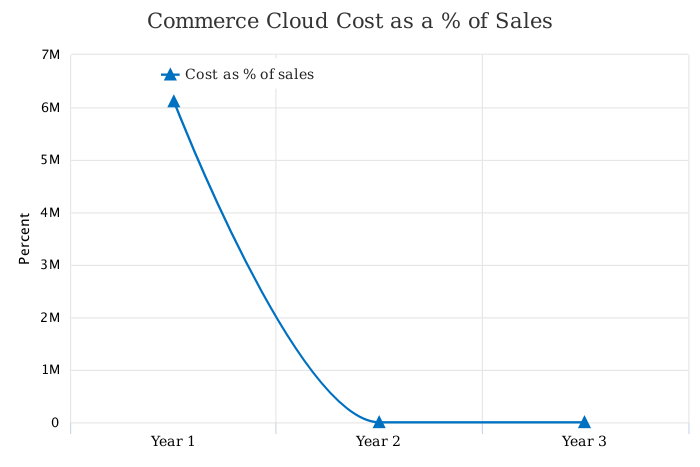 Commerce Cloud Cost as a % of Sales
Cost as % of sales
Percent
7M
6M
5M
4M
3M
2M
1M
0
Year 1
Year 2
Year 3